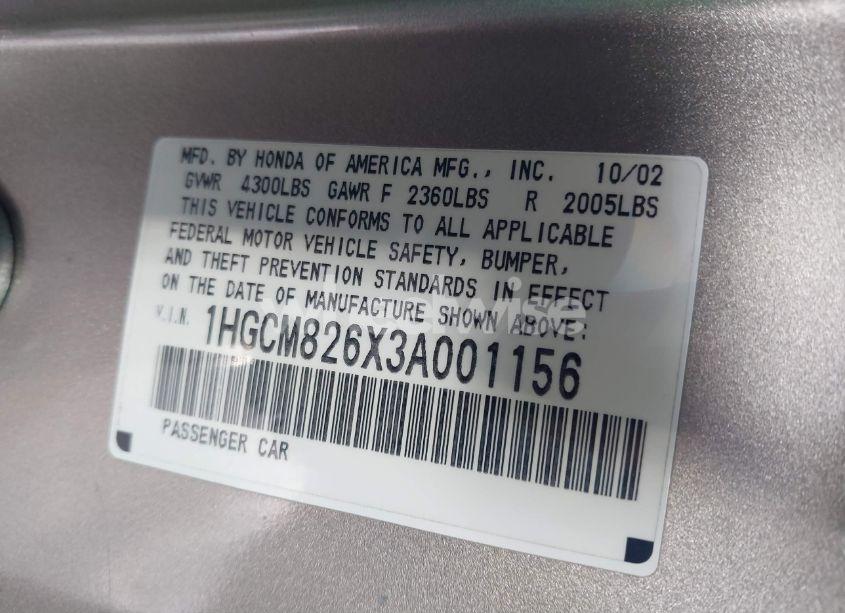 MFD. BY HONDA OF AMERICA MFG., INC. 10/02
GVWR 4300LBS GAWR F 2360LBS R 2005LBS
THIS VEHICLE CONFORMS TO ALL APPLICABLE
FEDERAL MOTOR VEHICLE SAFETY, BUMPER,
AND THEFT PREVENTION STANDARDS IN EFFECT
ON THE DATE OF MANUFACTURE SHOWN ABOVE:
V.I.N. 1HGCM826X3A001156
PASSENGER CAR